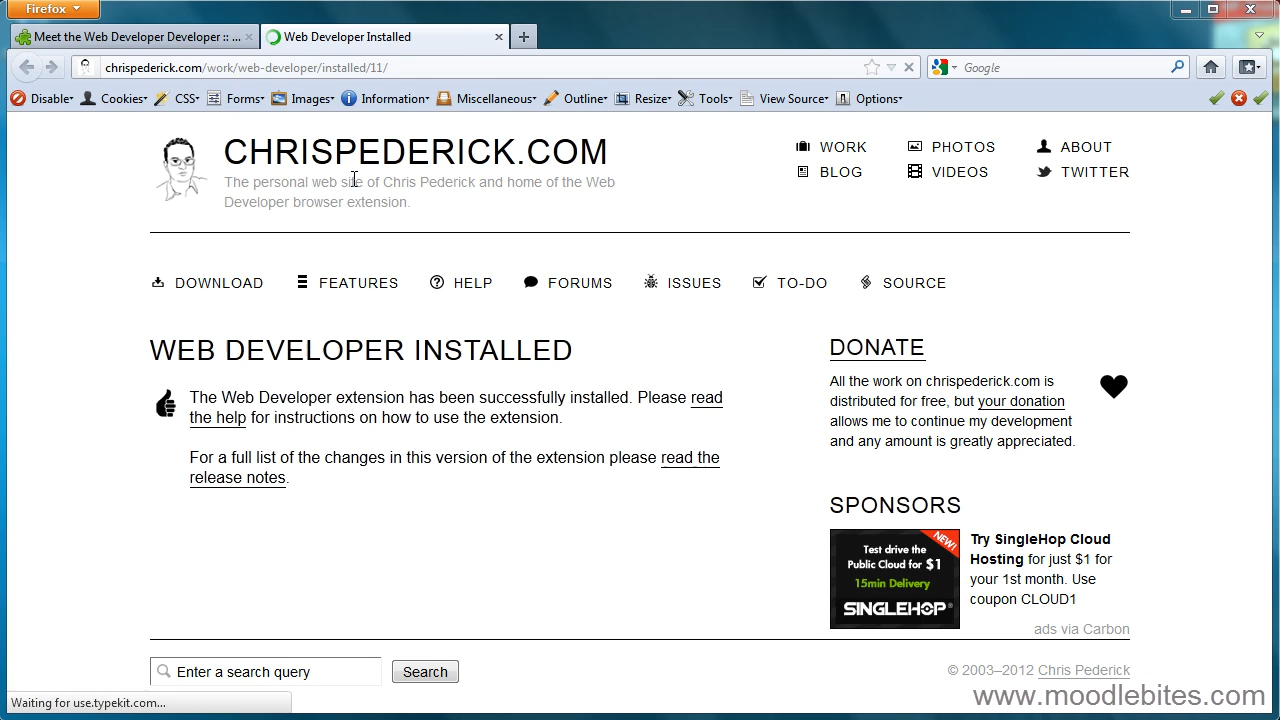 Firefox
Meet the Web Developer Developer :: ...
Web Developer Installed
chrispederick.com/work/web-developer/installed/11/
Google
Disable
Cookies
CSS
Forms
Images
Information
Miscellaneous
Outline
Resize
Tools
View Source
Options
CHRISPEDERICK.COM
The personal web site of Chris Pederick and home of the Web
Developer browser extension.
WORK
PHOTOS
ABOUT
BLOG
VIDEOS
TWITTER
DOWNLOAD
FEATURES
HELP
FORUMS
ISSUES
TO-DO
SOURCE
WEB DEVELOPER INSTALLED
The Web Developer extension has been successfully installed. Please read
the help for instructions on how to use the extension.
For a full list of the changes in this version of the extension please read the
release notes.
DONATE
All the work on chrispederick.com is
distributed for free, but your donation
allows me to continue my development
and any amount is greatly appreciated.
SPONSORS
NEW!
Test drive the
Public Cloud for $1
15min Delivery
SINGLEHOP®
Try SingleHop Cloud
Hosting for just $1 for
your 1st month. Use
coupon CLOUD1
ads via Carbon
Enter a search query
Search
© 2003–2012 Chris Pederick
Waiting for use.typekit.com...
www.moodlebites.com